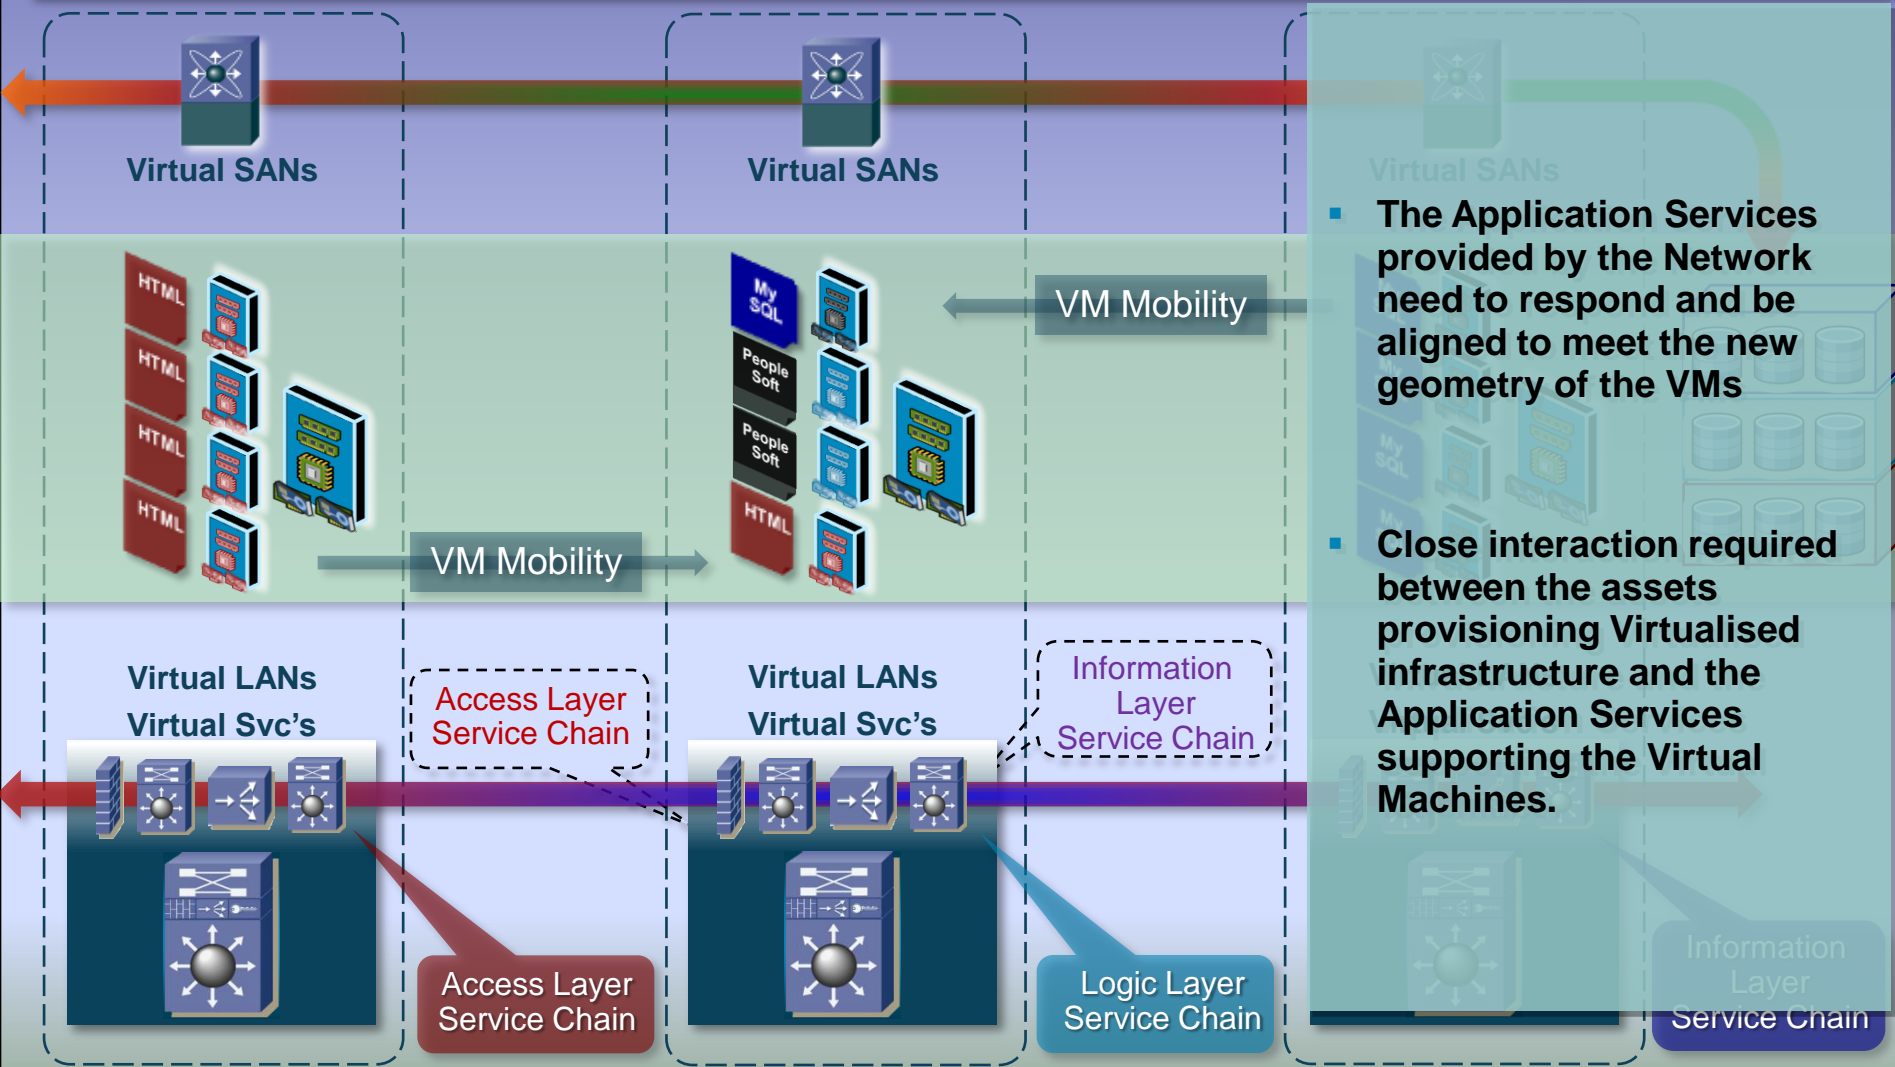 Virtual SANs
Virtual SANs
Virtual SANs
HTML
HTML
HTML
HTML
My
SQL
People
Soft
People
Soft
HTML
VM Mobility
VM Mobility
My
SQL
Virtual LANs
Virtual Svc's
Access Layer
Service Chain
Virtual LANs
Virtual Svc's
Information
Layer
Service Chain
Access Layer
Service Chain
Logic Layer
Service Chain
Information
Layer
Service Chain
The Application Services
provided by the Network
need to respond and be
aligned to meet the new
geometry of the VMs
Close interaction required
between the assets
provisioning Virtualised
infrastructure and the
Application Services
supporting the Virtual
Machines.